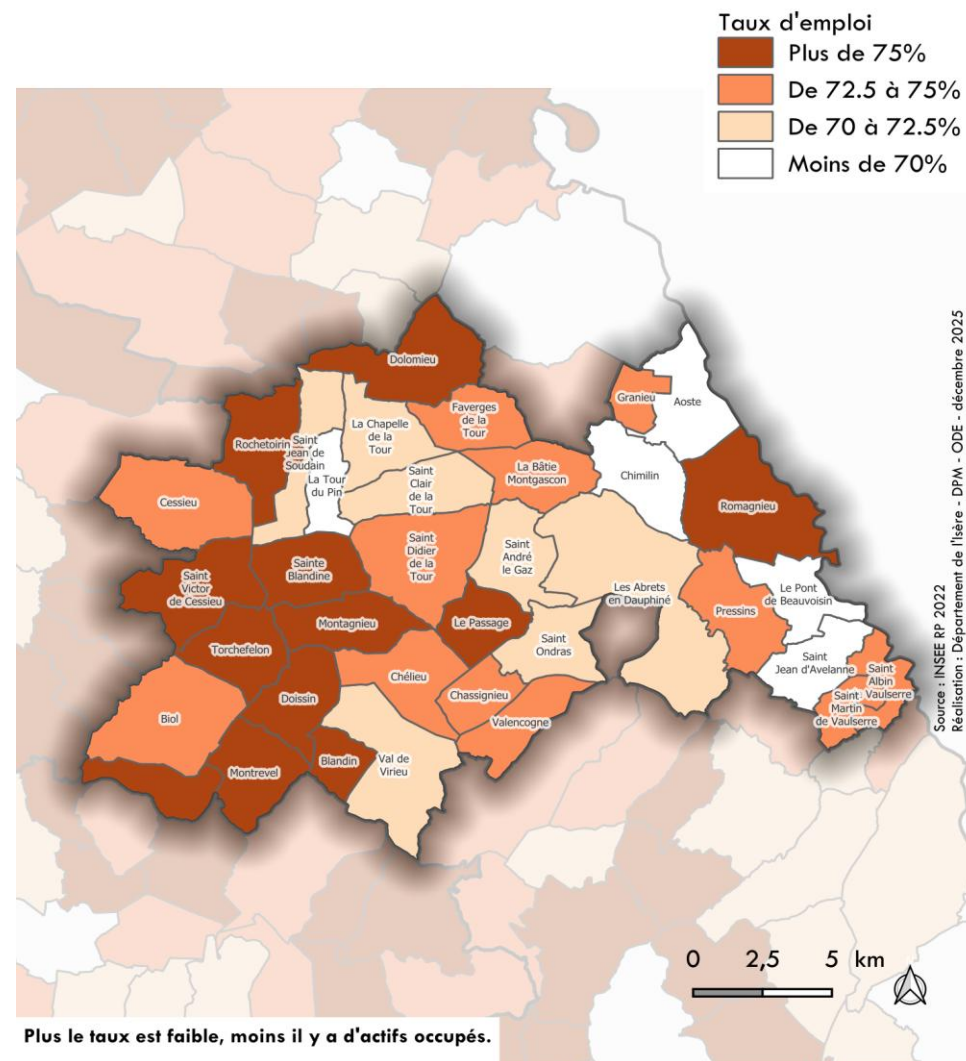 Taux d'emploi
Plus de 75%
De 72.5 à 75%
De 70 à 72.5%
Moins de 70%
Dolomieu
Granieu
Aoste
Faverges
de la
Tour
La Chapelle
de la
Tour
Rochetoirin
Saint
Jean de
Soudain
La Tour
du Pin
Saint
Clair
de la
Tour
La Bâtie
Montgascon
Chimilin
Cessieu
Romagnieu
Saint
Didier
de la
Tour
Saint
André
le Gaz
Sainte
Blandine
Saint
Victor
de Cessieu
Les Abrets
en Dauphiné
Le Pont
de Beauvoisin
Pressins
Montagnieu
Le Passage
Saint
Ondras
Torchefelon
Saint
Jean d'Avelanne
Saint
Albin
de Vaulserre
Saint
Martin
de Vaulserre
Chélieu
Chassignieu
Doissin
Valencogne
Biol
Blandin
Val de
Virieu
Montrevel
Source : INSEE RP 2022
Réalisation : Département de l'Isère - DPM - ODE - décembre 2025
0 2,5 5 km
Plus le taux est faible, moins il y a d'actifs occupés.